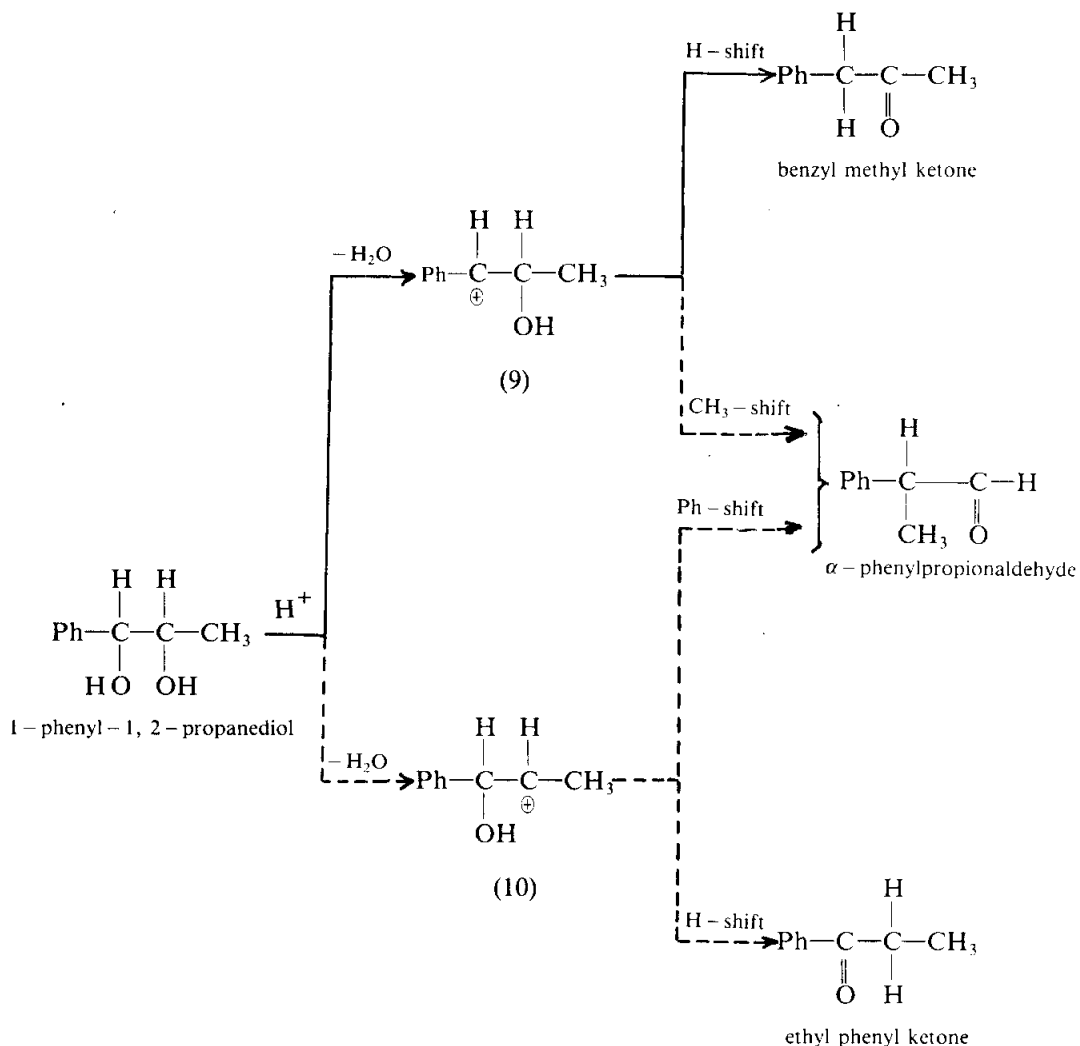 H
H – shift
Ph—C—C—CH₃
H O
benzyl methyl ketone
H H
–H₂O
Ph—C—C—CH₃
⊕
OH
(9)
CH₃ – shift
H
Ph—C—C—H
Ph – shift
CH₃ O
α – phenylpropionaldehyde
H H
H⁺
Ph—C—C—CH₃
HO OH
1 – phenyl – 1, 2 – propanediol
–H₂O
H H
Ph—C—C—CH₃
⊕
OH
(10)
H
H – shift
Ph—C—C—CH₃
O H
ethyl phenyl ketone